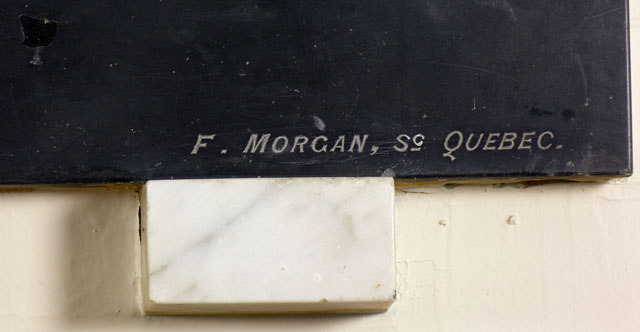 F. MORGAN, Sc QUEBEC.